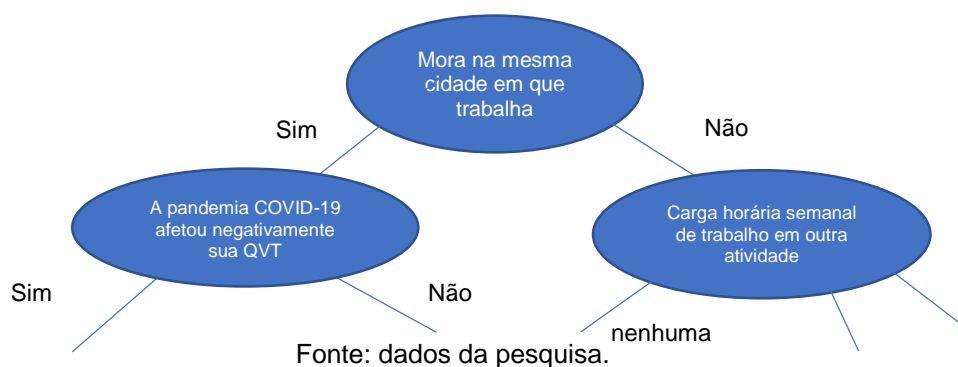 Mora na mesma
cidade em que
trabalha
Sim
Não
A pandemia COVID-19
afetou negativamente
sua QVT
Carga horária semanal
de trabalho em outra
atividade
Sim
Não
nenhuma
Fonte: dados da pesquisa.